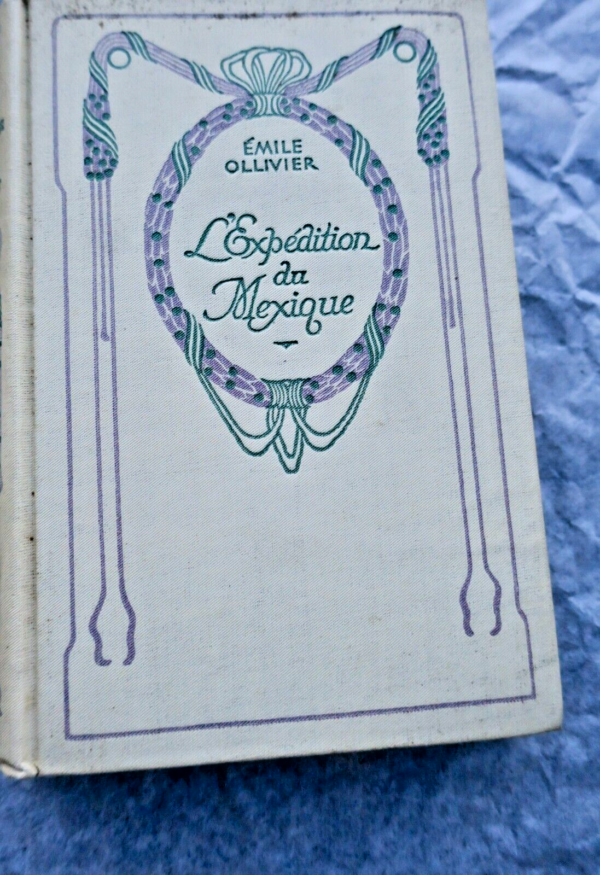 ÉMILE
OLLIVIER
L'Expédition
du
Mexique